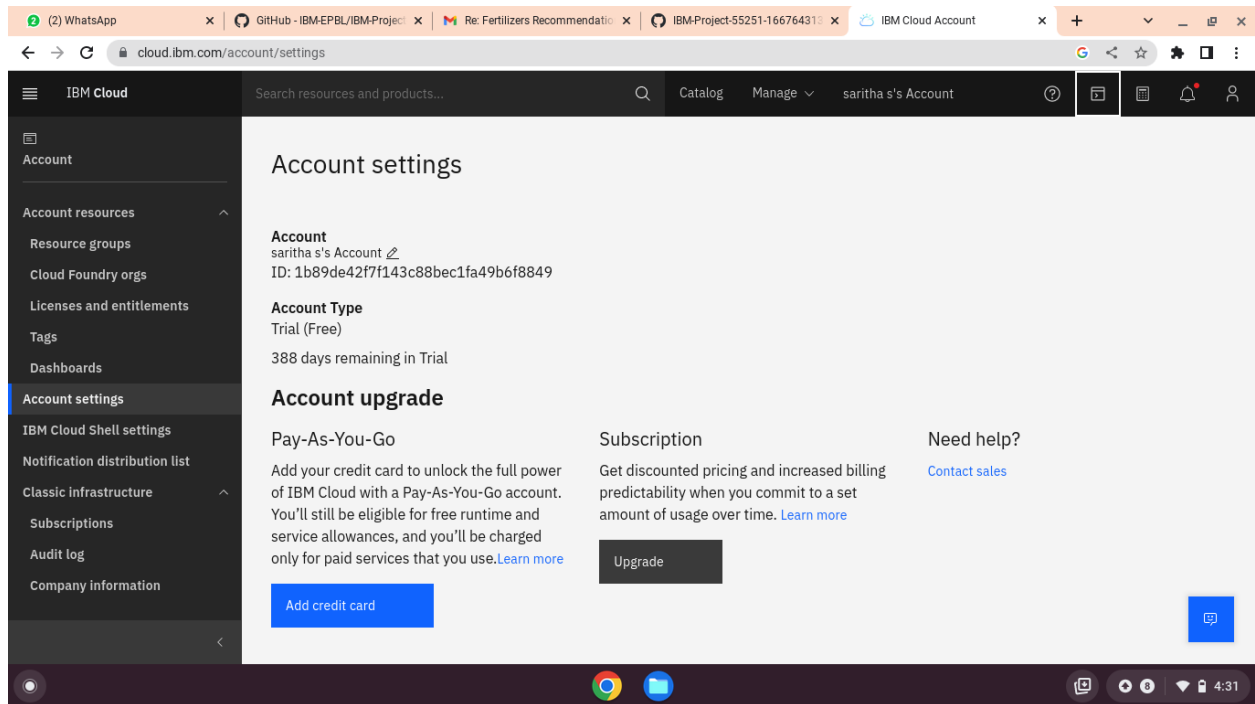 (2) WhatsApp
GitHub - IBM-EPBL/IBM-Project
Re: Fertilizers Recommendatio
IBM-Project-55251-166764313
IBM Cloud Account
cloud.ibm.com/account/settings
IBM Cloud
Search resources and products...
Catalog
Manage
saritha s's Account
Account
Account resources
Resource groups
Cloud Foundry orgs
Licenses and entitlements
Tags
Dashboards
Account settings
IBM Cloud Shell settings
Notification distribution list
Classic infrastructure
Subscriptions
Audit log
Company information
Account settings
Account
saritha s's Account
ID: 1b89de42f7f143c88bec1fa49b6f8849
Account Type
Trial (Free)
388 days remaining in Trial
Account upgrade
Pay-As-You-Go
Add your credit card to unlock the full power
of IBM Cloud with a Pay-As-You-Go account.
You’ll still be eligible for free runtime and
service allowances, and you’ll be charged
only for paid services that you use.Learn more
Add credit card
Subscription
Get discounted pricing and increased billing
predictability when you commit to a set
amount of usage over time. Learn more
Upgrade
Need help?
Contact sales
8
4:31